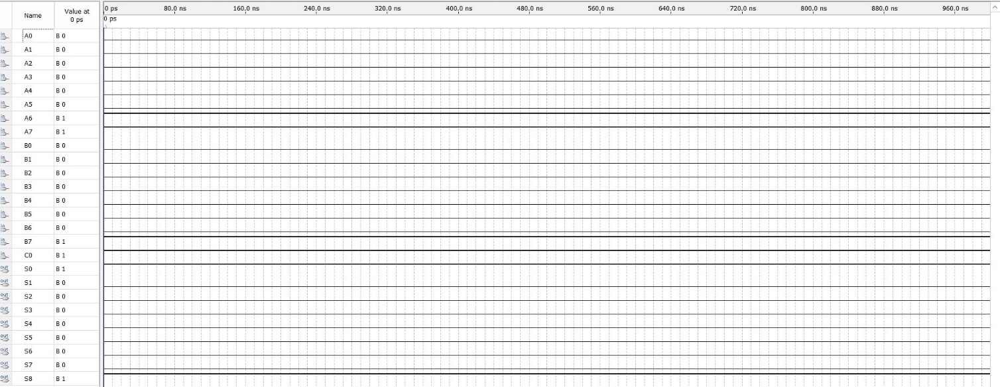 Name Value at 0 ps 0 ps 80.0 ns 160.0 ns 240.0 ns 320.0 ns 400.0 ns 480.0 ns 560.0 ns 640.0 ns 720.0 ns 800.0 ns 880.0 ns 960.0 ns
0 ps
in A0 B 0
in A1 B 0
in A2 B 0
in A3 B 0
in A4 B 0
in A5 B 0
in A6 B 1
in A7 B 1
in B0 B 0
in B1 B 0
in B2 B 0
in B3 B 0
in B4 B 0
in B5 B 0
in B6 B 0
in B7 B 1
in C0 B 1
out S0 B 1
out S1 B 0
out S2 B 0
out S3 B 0
out S4 B 0
out S5 B 0
out S6 B 0
out S7 B 0
out S8 B 1